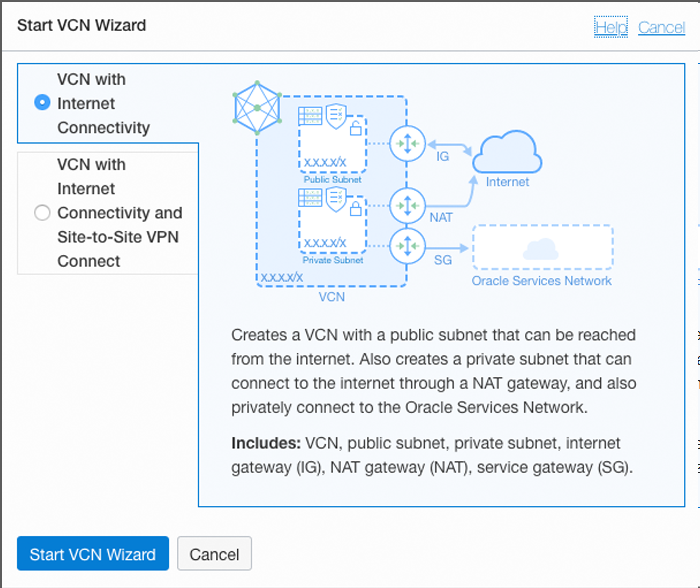 Start VCN Wizard
Help Cancel
VCN with
Internet
Connectivity
VCN with
Internet
Connectivity and
Site-to-Site VPN
Connect
X.X.X.X/X
Public Subnet
X.X.X.X/X
Private Subnet
X.X.X.X/X
VCN
IG
NAT
SG
Internet
Oracle Services Network
Creates a VCN with a public subnet that can be reached
from the internet. Also creates a private subnet that can
connect to the internet through a NAT gateway, and also
privately connect to the Oracle Services Network.
Includes: VCN, public subnet, private subnet, internet
gateway (IG), NAT gateway (NAT), service gateway (SG).
Start VCN Wizard
Cancel